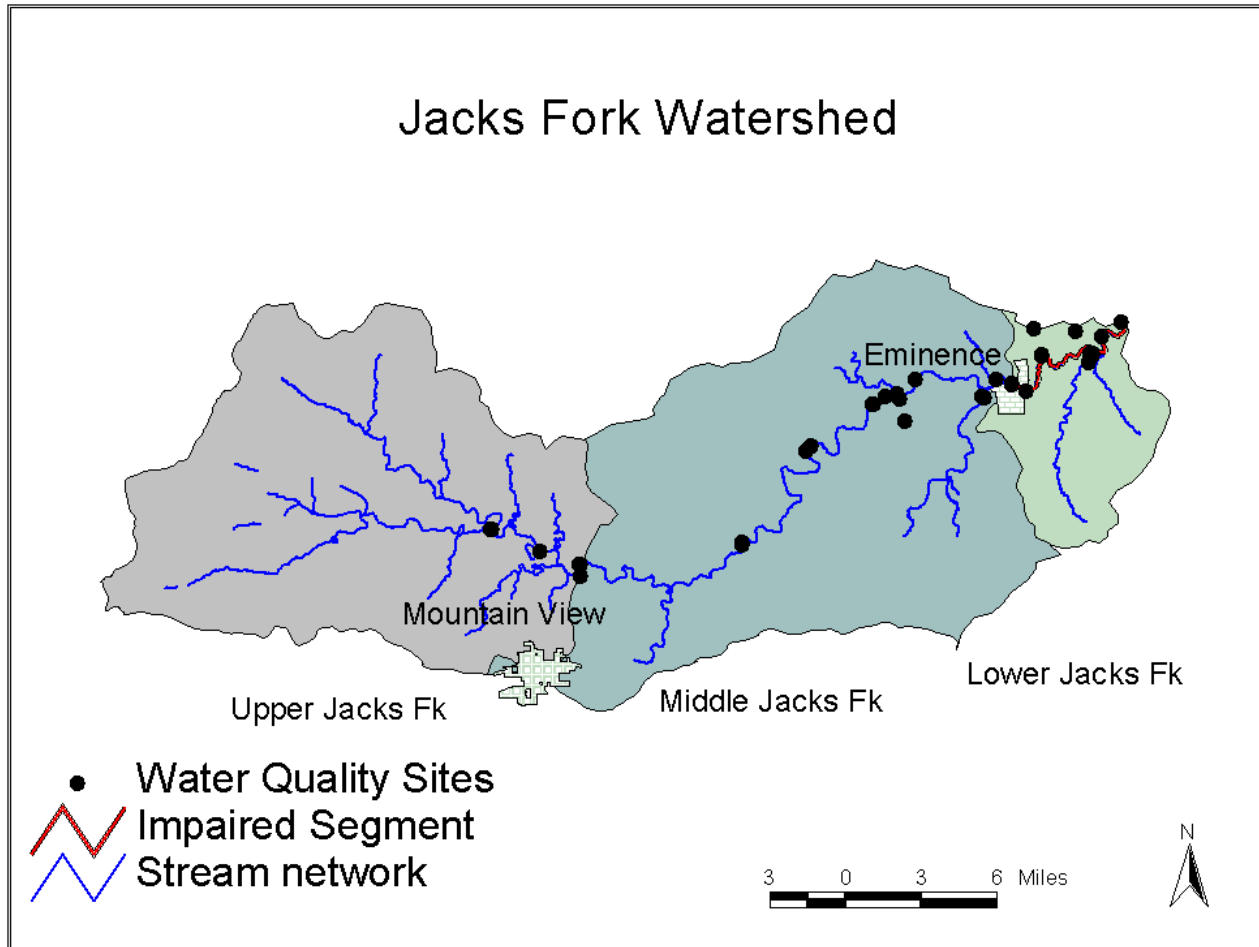 Jacks Fork Watershed
Eminence
Mountain View
Lower Jacks Fk
Middle Jacks Fk
Upper Jacks Fk
Water Quality Sites
Impaired Segment
Stream network
3 0 3 6 Miles
N